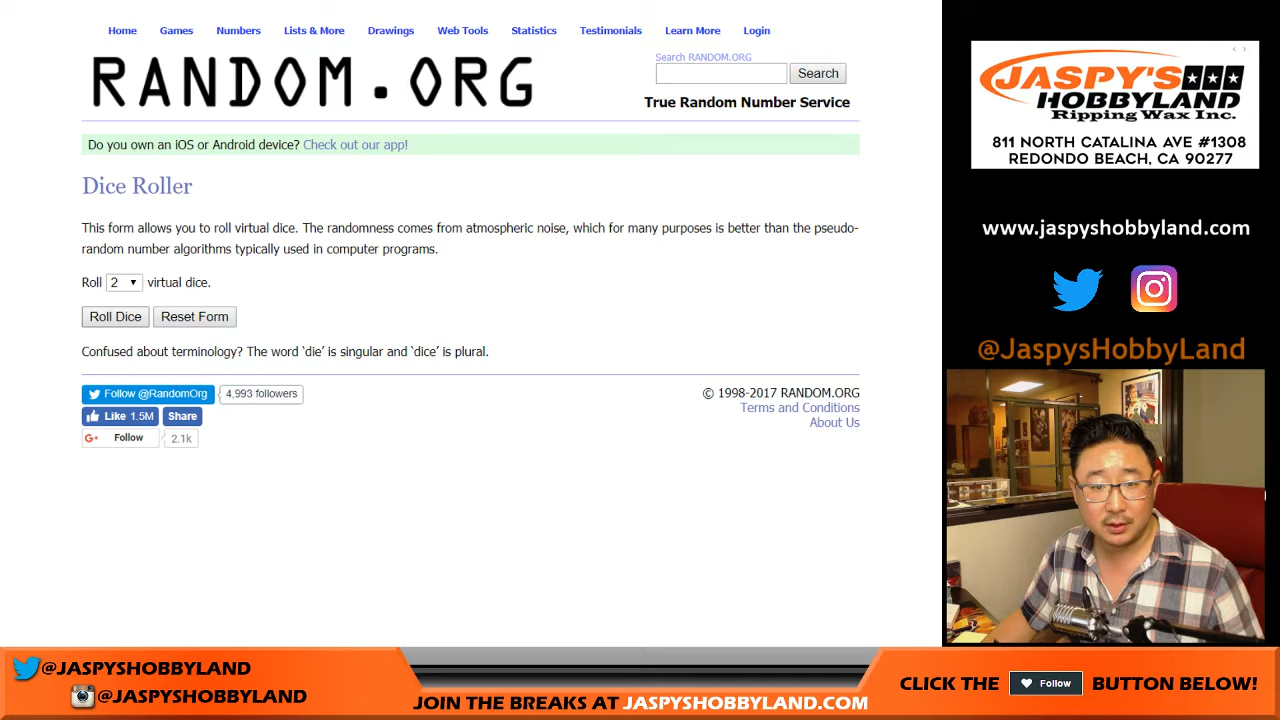 Home Games Numbers Lists & More Drawings Web Tools Statistics Testimonials Learn More Login
RANDOM.ORG
Search RANDOM.ORG
Search
True Random Number Service
Do you own an iOS or Android device? Check out our app!
Dice Roller
This form allows you to roll virtual dice. The randomness comes from atmospheric noise, which for many purposes is better than the pseudo-
random number algorithms typically used in computer programs.
Roll 2 virtual dice.
Roll Dice Reset Form
Confused about terminology? The word ‘die’ is singular and ‘dice’ is plural.
Follow @RandomOrg 4,993 followers
Like 1.5M Share
G+ Follow 2.1k
© 1998-2017 RANDOM.ORG
Terms and Conditions
About Us
JASPY'S
HOBBYLAND
Ripping Wax Inc.
811 NORTH CATALINA AVE #1308
REDONDO BEACH, CA 90277
www.jaspyshobbyland.com
@JaspysHobbyLand
@JASPYSHOBBYLAND
@JASPYSHOBBYLAND
JOIN THE BREAKS AT JASPYSHOBBYLAND.COM
CLICK THE Follow BUTTON BELOW!